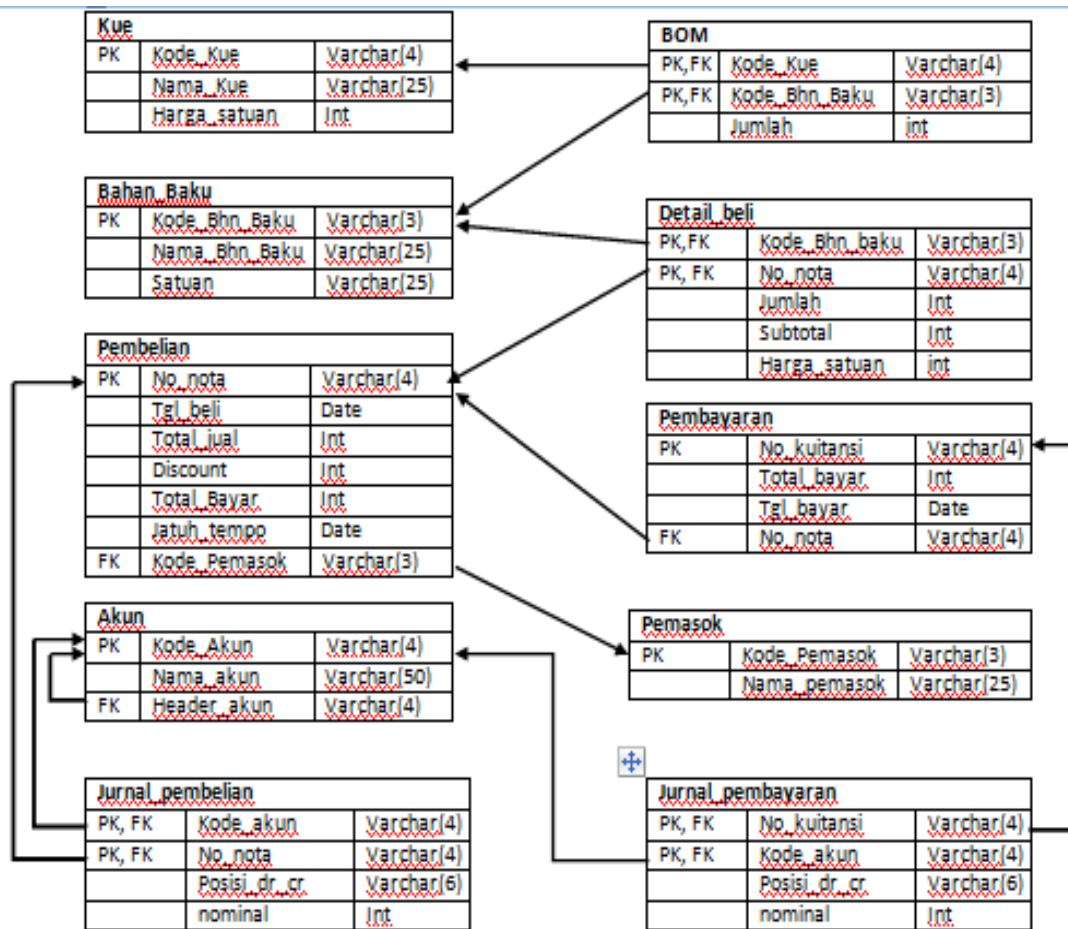 Kue
PK Kode_Kue Varchar(4)
Nama_Kue Varchar(25)
Harga_satuan Int
BOM
PK,FK Kode_Kue Varchar(4)
PK,FK Kode_Bhn_Baku Varchar(3)
Jumlah int
Bahan_Baku
PK Kode_Bhn_Baku Varchar(3)
Nama_Bhn_Baku Varchar(25)
Satuan Varchar(25)
Detail_beli
PK,FK Kode_Bhn_baku Varchar(3)
PK, FK No_nota Varchar(4)
Jumlah Int
Subtotal Int
Harga_satuan int
Pembelian
PK No_nota Varchar(4)
Tgl_beli Date
Total_jual Int
Discount Int
Total_Bayar Int
Jatuh_tempo Date
FK Kode_Pemasok Varchar(3)
Pembayaran
PK No_kuitansi Varchar(4)
Total_bayar Int
Tgl_bayar Date
FK No_nota Varchar(4)
Akun
PK Kode_Akun Varchar(4)
Nama_akun Varchar(50)
FK Header_akun Varchar(4)
Pemasok
PK Kode_Pemasok Varchar(3)
Nama_pemasok Varchar(25)
Jurnal_pembelian
PK, FK Kode_akun Varchar(4)
PK, FK No_nota Varchar(4)
Posisi_dr_cr Varchar(6)
nominal Int
Jurnal_pembayaran
PK, FK No_kuitansi Varchar(4)
PK, FK Kode_akun Varchar(4)
Posisi_dr_cr Varchar(6)
nominal Int